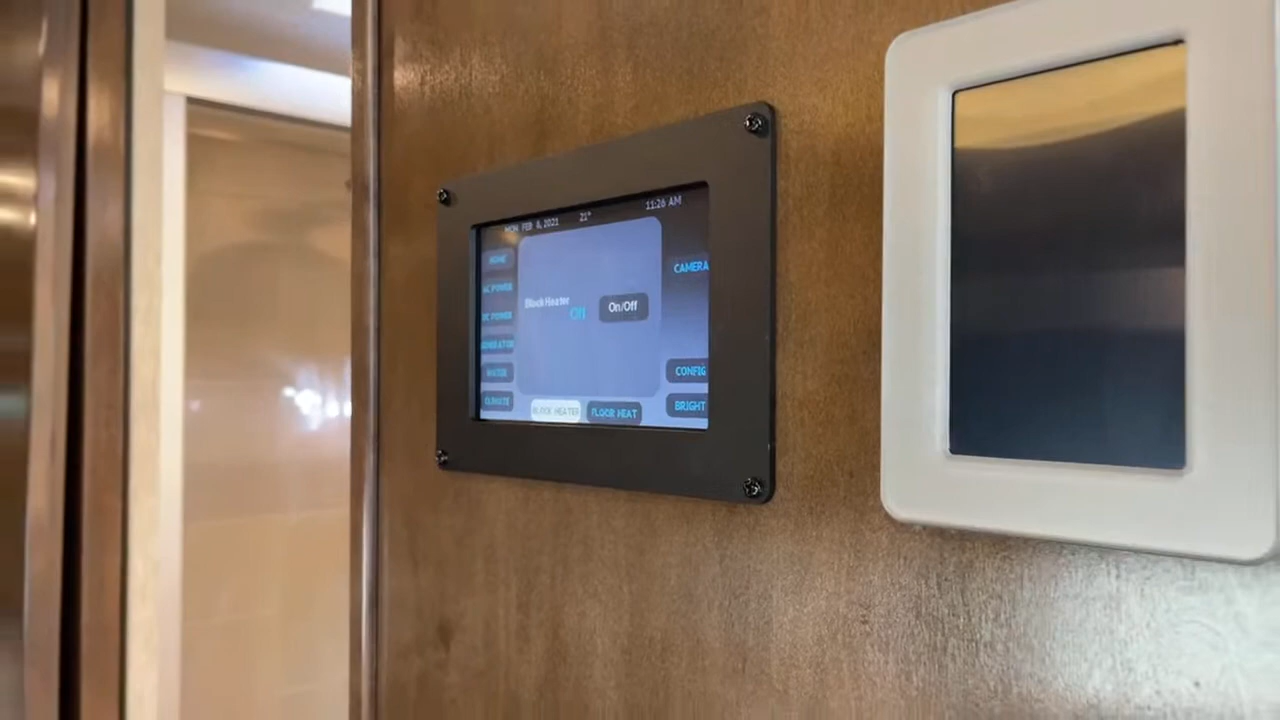 MON FEB 8, 2021 21° 11:26 AM
HOME
AC POWER
DC POWER
GENERATOR
WATER
CLIMATE
Block Heater
On/Off
CAMERA
CONFIG
BRIGHT
BLOCK HEATER
FLOOR HEAT